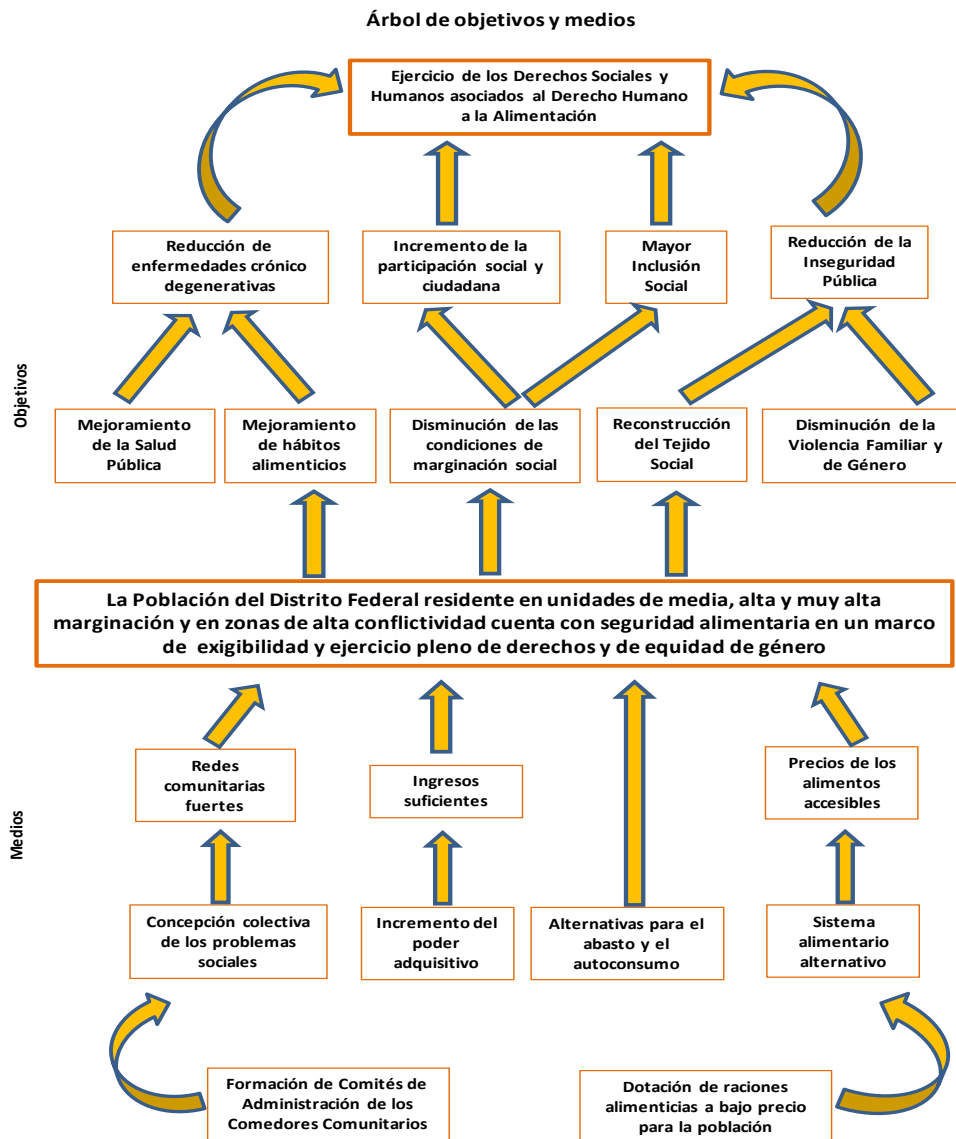 Árbol de objetivos y medios
Ejercicio de los Derechos Sociales y
Humanos asociados al Derecho Humano
a la Alimentación
Reducción de
enfermedades crónico
degenerativas
Incremento de la
participación social y
ciudadana
Mayor
Inclusión
Social
Reducción de la
Inseguridad
Pública
Objetivos
Mejoramiento
de la Salud
Pública
Mejoramiento
de hábitos
alimenticios
Disminución de las
condiciones de
marginación social
Reconstrucción
del Tejido
Social
Disminución de la
Violencia Familiar y
de Género
La Población del Distrito Federal residente en unidades de media, alta y muy alta
marginación y en zonas de alta conflictividad cuenta con seguridad alimentaria en un marco
de exigibilidad y ejercicio pleno de derechos y de equidad de género
Medios
Redes
comunitarias
fuertes
Ingresos
suficientes
Precios de los
alimentos
accesibles
Concepción colectiva
de los problemas
sociales
Incremento del
poder
adquisitivo
Alternativas para el
abasto y el
autoconsumo
Sistema
alimentario
alternativo
Formación de Comités de
Administración de los
Comedores Comunitarios
Dotación de raciones
alimenticias a bajo precio
para la población